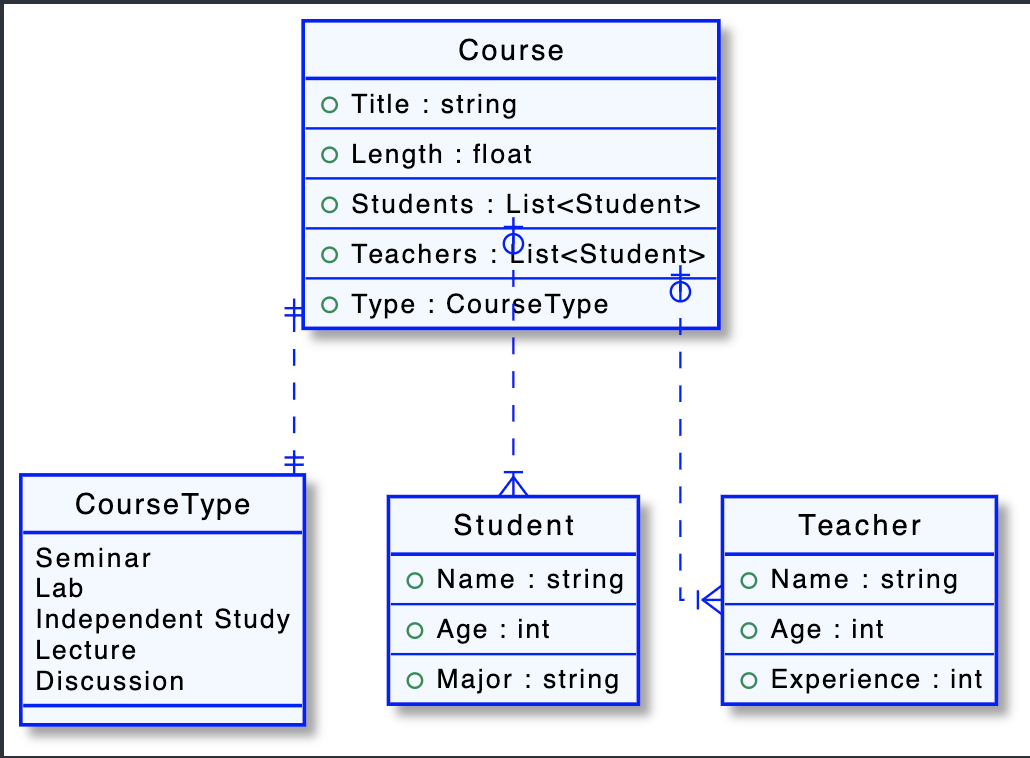 Course
Title : string
Length : float
Students : List<Student>
Teachers : List<Student>
Type : CourseType
CourseType
Seminar
Lab
Independent Study
Lecture
Discussion
Student
Name : string
Age : int
Major : string
Teacher
Name : string
Age : int
Experience : int